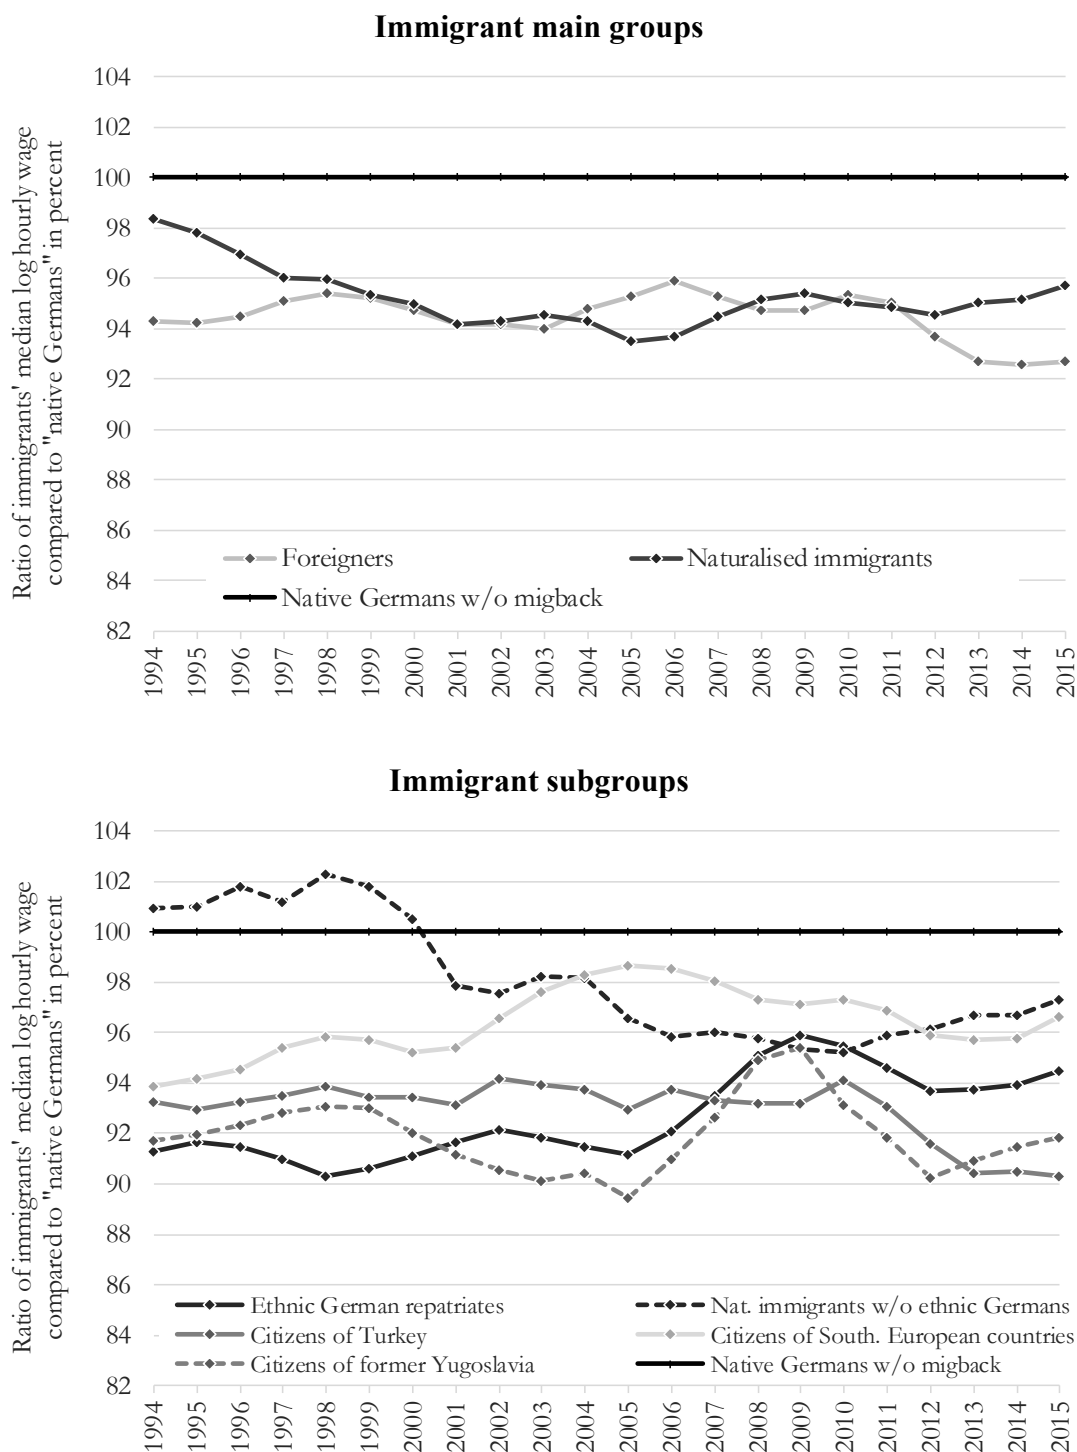 Immigrant main groups
Ratio of immigrants' median log hourly wage
compared to "native Germans" in percent
104
102
100
98
96
94
92
90
88
86
84
82
Foreigners
Naturalised immigrants
Native Germans w/o migback
1994 1995 1996 1997 1998 1999 2000 2001 2002 2003 2004 2005 2006 2007 2008 2009 2010 2011 2012 2013 2014 2015
Immigrant subgroups
Ratio of immigrants' median log hourly wage
compared to "native Germans" in percent
104
102
100
98
96
94
92
90
88
86
84
82
Ethnic German repatriates
Nat. immigrants w/o ethnic Germans
Citizens of Turkey
Citizens of South. European countries
Citizens of former Yugoslavia
Native Germans w/o migback
1994 1995 1996 1997 1998 1999 2000 2001 2002 2003 2004 2005 2006 2007 2008 2009 2010 2011 2012 2013 2014 2015